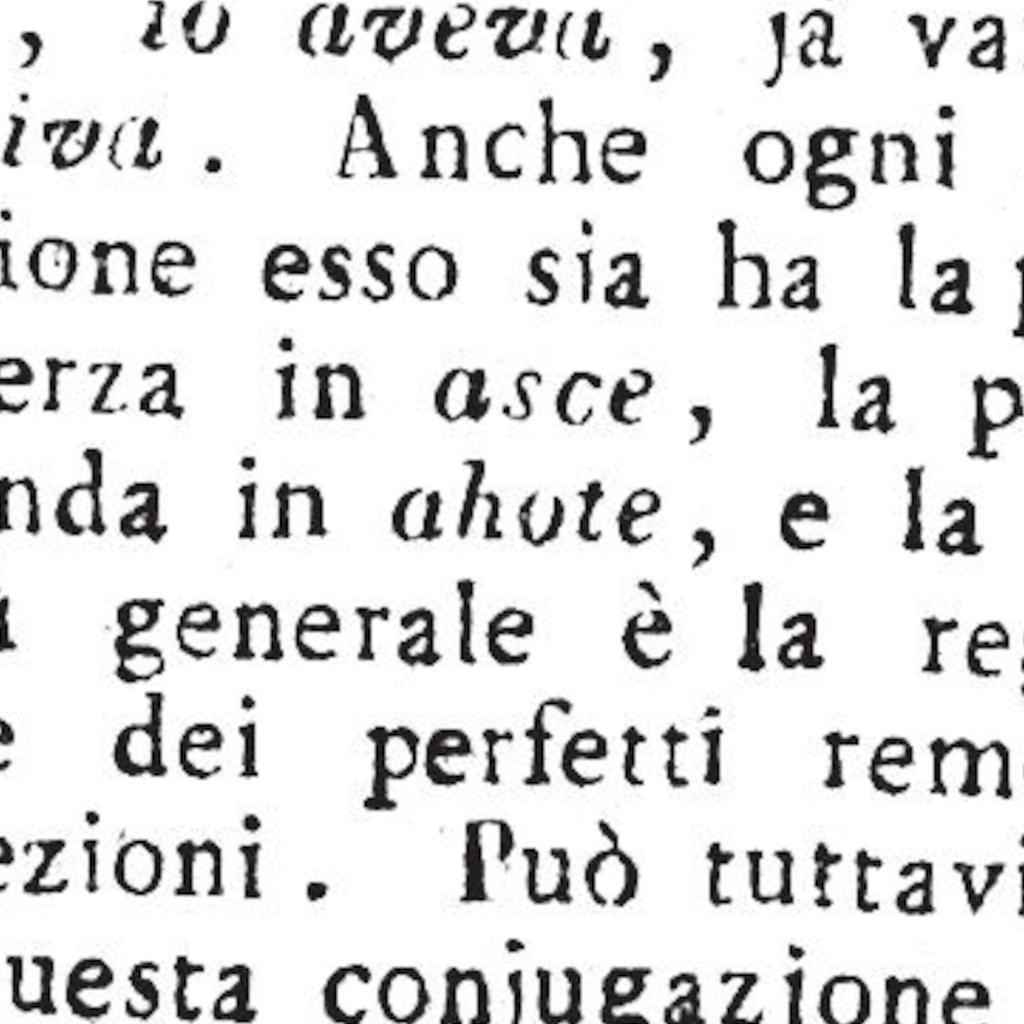 , io aveva, ja va
iva. Anche ogni
ione esso sia ha la p
erza in asce, la p
nda in ahote, e la
generale è la reg
e dei perfetti rem
ezioni. Può tuttavi
uesta conjugazione